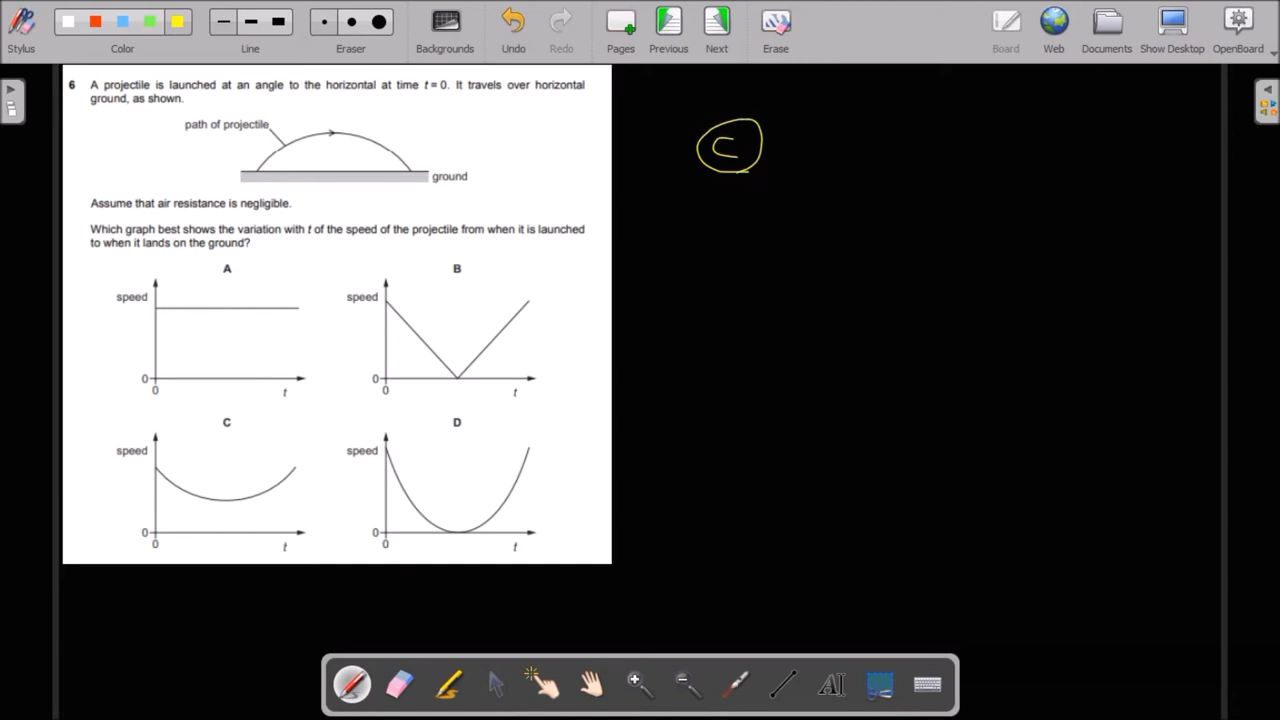 Stylus Color Line Eraser Backgrounds Undo Redo Pages Previous Next Erase Board Web Documents Show Desktop OpenBoard
6 A projectile is launched at an angle to the horizontal at time t = 0. It travels over horizontal
ground, as shown.
path of projectile
ground
Assume that air resistance is negligible.
Which graph best shows the variation with t of the speed of the projectile from when it is launched
to when it lands on the ground?
A B
speed speed
0 0
0 t 0 t
C D
speed speed
0 0
0 t 0 t
C
AI